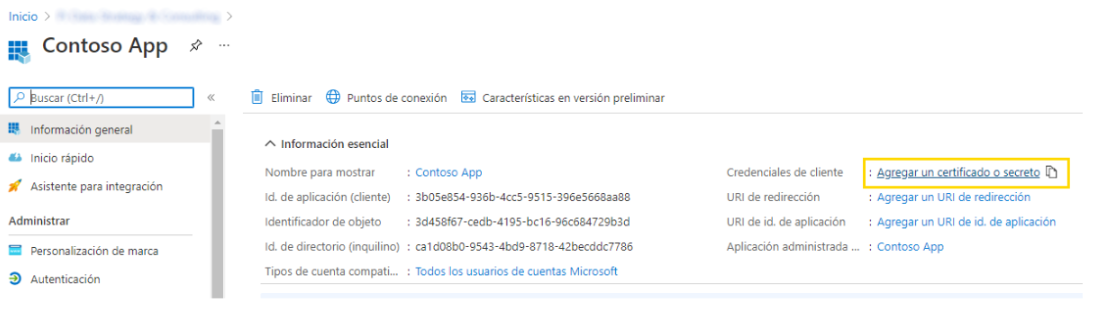 Inicio >
Contoso App
Buscar (Ctrl+/)
Información general
Inicio rápido
Asistente para integración
Administrar
Personalización de marca
Autenticación
Eliminar Puntos de conexión Características en versión preliminar
Información esencial
Nombre para mostrar : Contoso App
Id. de aplicación (cliente) : 3b05e854-936b-4cc5-9515-396e5668aa88
Identificador de objeto : 3d458f67-cedb-4195-bc16-96c684729b3d
Id. de directorio (inquilino) : ca1d08b0-9543-4bd9-8718-42becddc7786
Tipos de cuenta compati... : Todos los usuarios de cuentas Microsoft
Credenciales de cliente : Agregar un certificado o secreto
URI de redirección : Agregar un URI de redirección
URI de id. de aplicación : Agregar un URI de id. de aplicación
Aplicación administrada ... : Contoso App